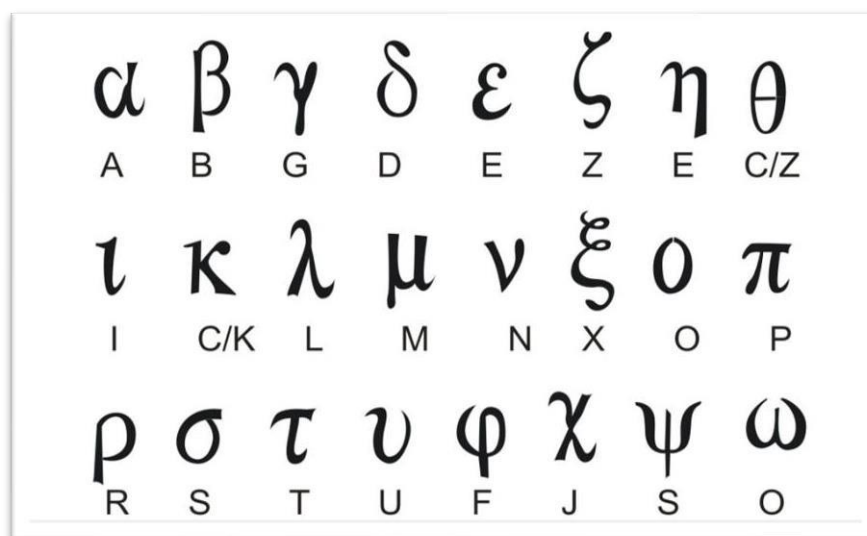 α β γ δ ε ζ η θ
A B G D E Z E C/Z
ι κ λ μ ν ξ ο π
I C/K L M N X O P
ρ σ τ υ φ χ ψ ω
R S T U F J S O